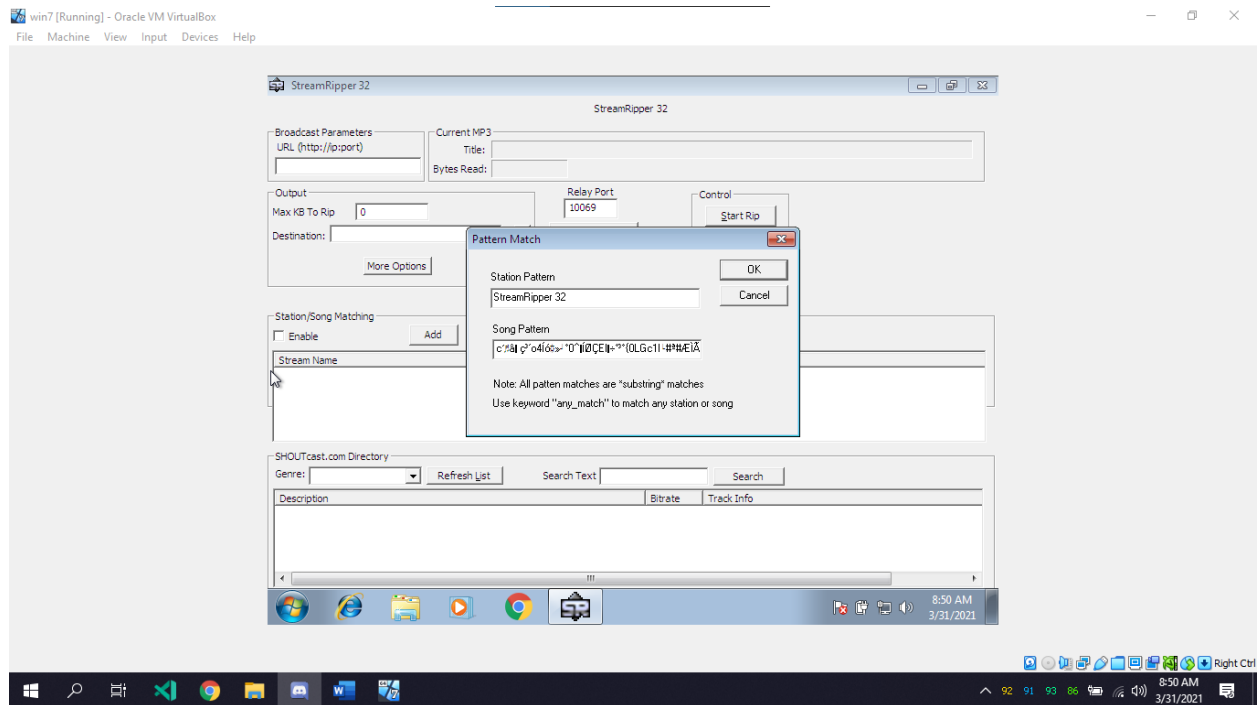 win7 [Running] - Oracle VM VirtualBox
File Machine View Input Devices Help
StreamRipper 32
StreamRipper 32
Broadcast Parameters
URL (http://ip:port)
Current MP3
Title:
Bytes Read:
Output
Max KB To Rip 0
Destination:
More Options
Relay Port
10069
Control
Start Rip
Pattern Match
Station Pattern
StreamRipper 32
OK
Cancel
Song Pattern
Note: All patten matches are *substring* matches
Use keyword "any_match" to match any station or song
Station/Song Matching
Enable
Add
Stream Name
SHOUTcast.com Directory
Genre:
Refresh List
Search Text
Search
Description Bitrate Track Info
8:50 AM
3/31/2021
Right Ctrl
92 91 93 86
8:50 AM
3/31/2021